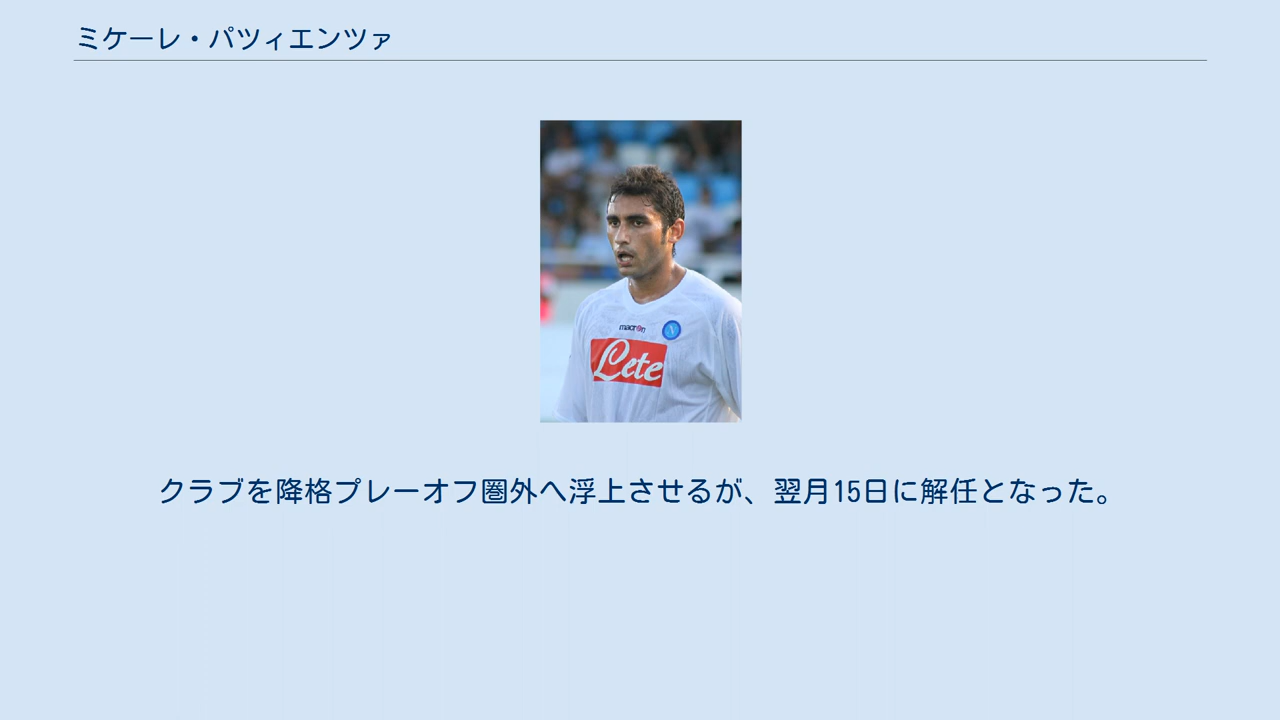 ミケーレ・パツィエンツァ
macron
Lete
クラブを降格プレーオフ圏外へ浮上させるが、翌月15日に解任となった。